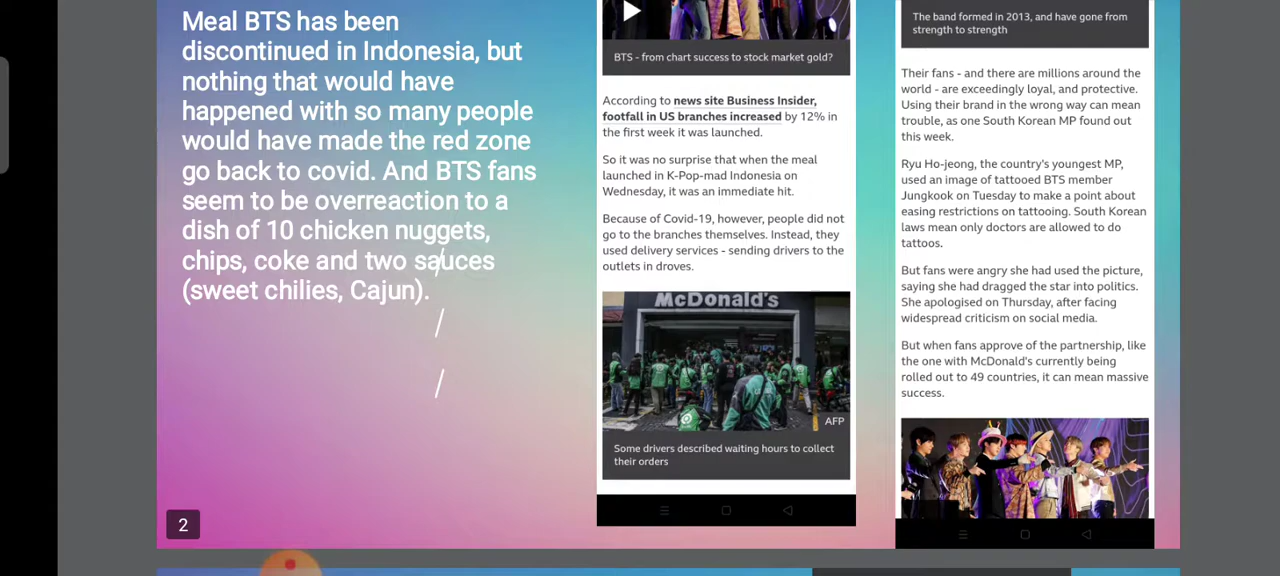 Meal BTS has been
discontinued in Indonesia, but
nothing that would have
happened with so many people
would have made the red zone
go back to covid. And BTS fans
seem to be overreaction to a
dish of 10 chicken nuggets,
chips, coke and two sauces
(sweet chilies, Cajun).
/
/
/
2
BTS - from chart success to stock market gold?
According to news site Business Insider,
footfall in US branches increased by 12% in
the first week it was launched.
So it was no surprise that when the meal
launched in K-Pop-mad Indonesia on
Wednesday, it was an immediate hit.
Because of Covid-19, however, people did not
go to the branches themselves. Instead, they
used delivery services - sending drivers to the
outlets in droves.
McDonald's
AFP
Some drivers described waiting hours to collect
their orders
The band formed in 2013, and have gone from
strength to strength
Their fans - and there are millions around the
world - are exceedingly loyal, and protective.
Using their brand in the wrong way can mean
trouble, as one South Korean MP found out
this week.
Ryu Ho-jeong, the country's youngest MP,
used an image of tattooed BTS member
Jungkook on Tuesday to make a point about
easing restrictions on tattooing. South Korean
laws mean only doctors are allowed to do
tattoos.
But fans were angry she had used the picture,
saying she had dragged the star into politics.
She apologised on Thursday, after facing
widespread criticism on social media.
But when fans approve of the partnership, like
the one with McDonald's currently being
rolled out to 49 countries, it can mean massive
success.